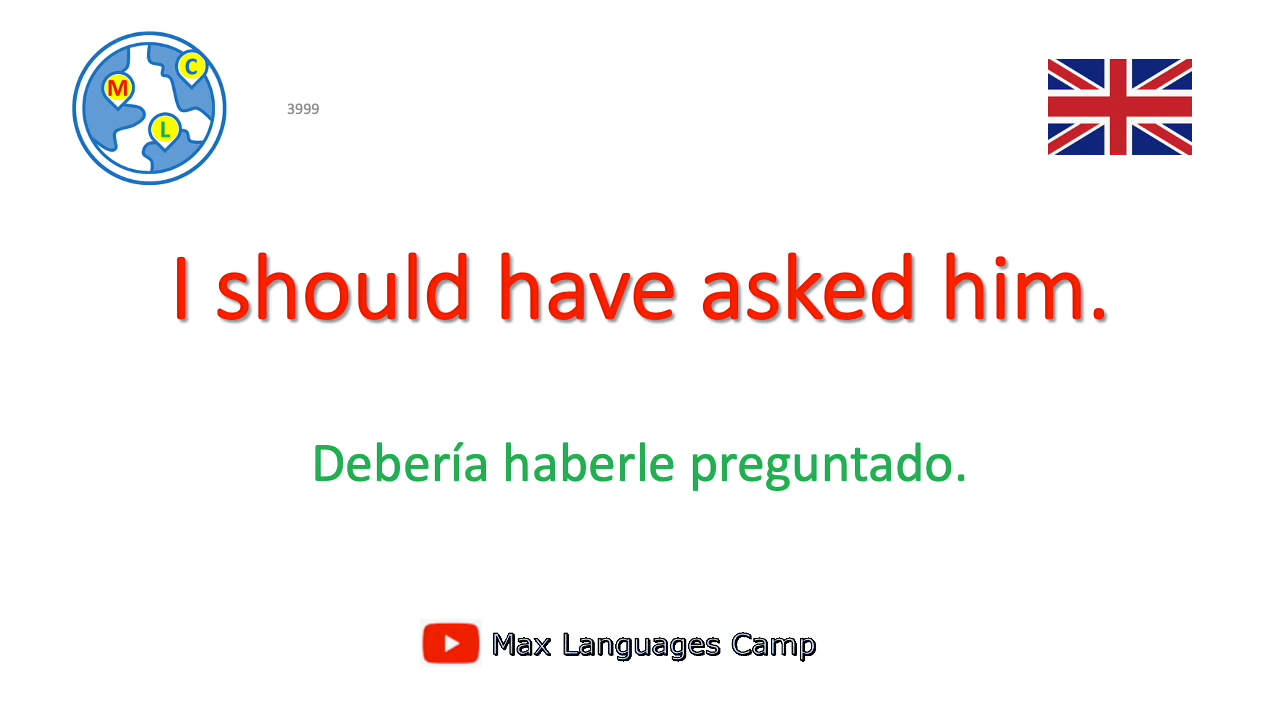 C
M
3999
L
I should have asked him.
Debería haberle preguntado.
Max Languages Camp